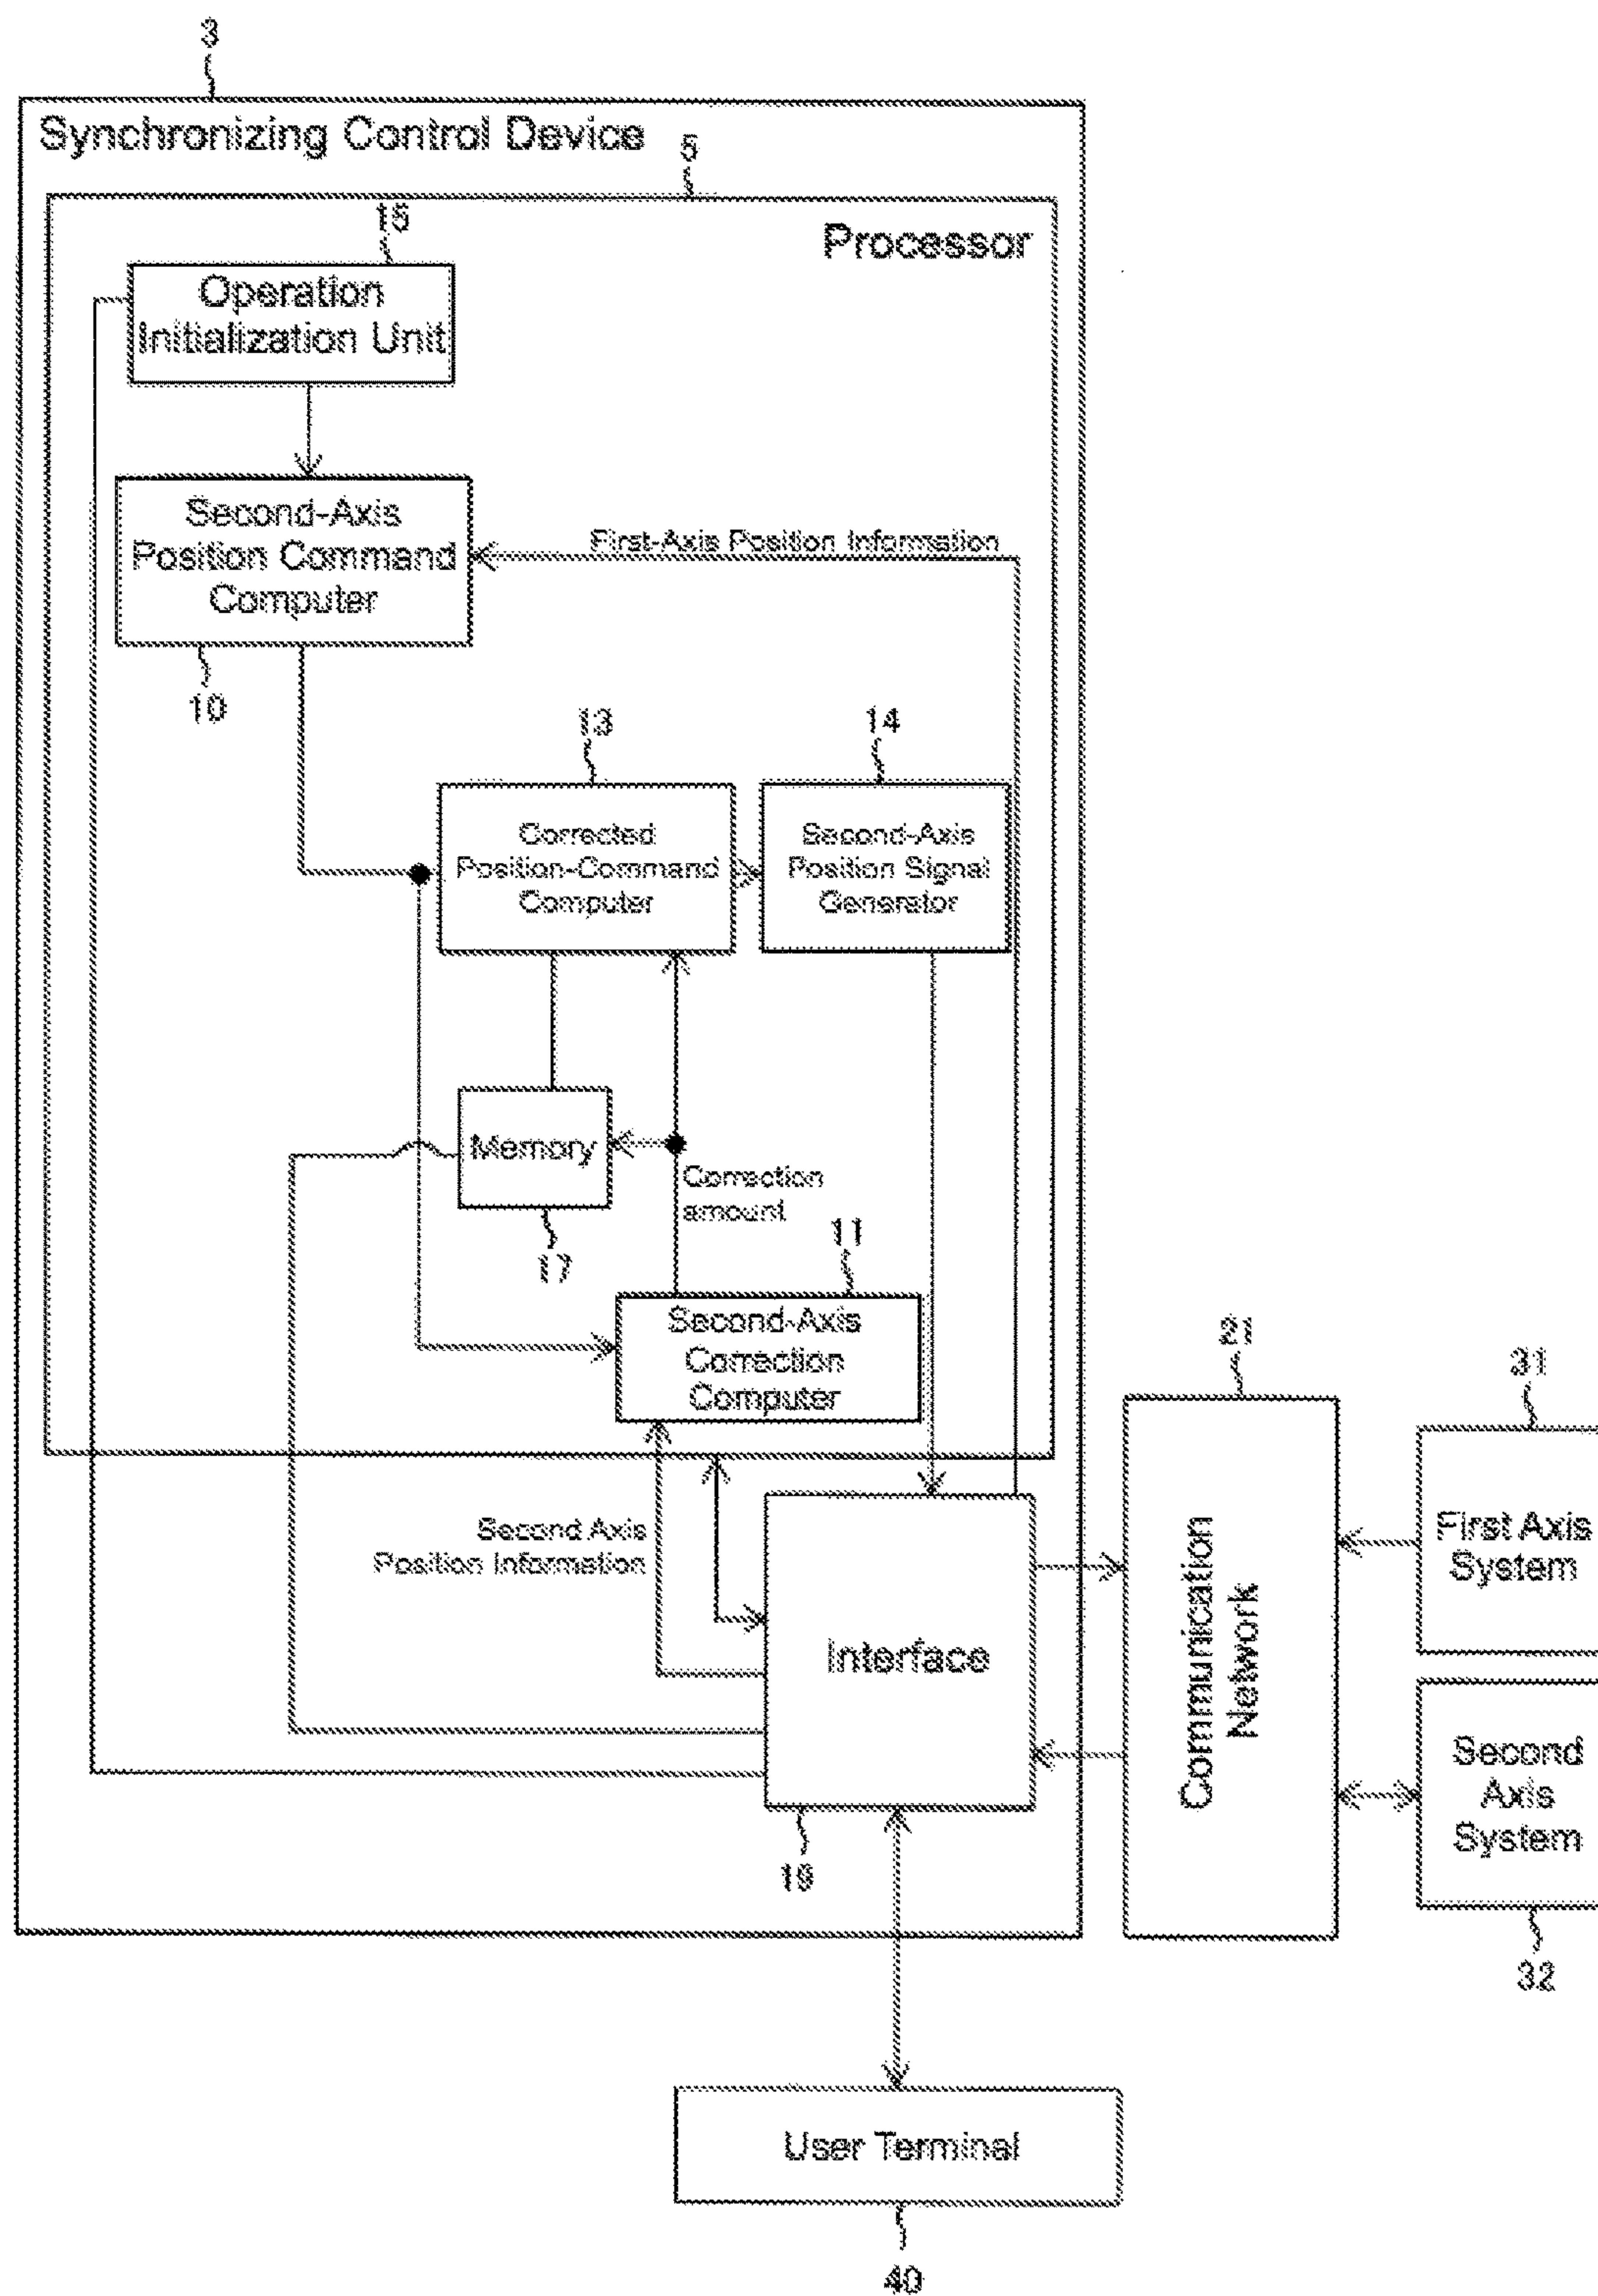 3
Synchronizing Control Device
5
Processor
15
Operation
Initialization Unit
Second-Axis
Position Command
Computer
First-Axis Position Information
10
13
14
Corrected
Position-Command
Computer
Second-Axis
Position Signal
Generator
Memory
Correction
amount
17
11
Second-Axis
Correction
Computer
21
31
Second Axis
Position Information
Interface
Communication
Network
First Axis
System
Second
Axis
System
19
32
User Terminal
40